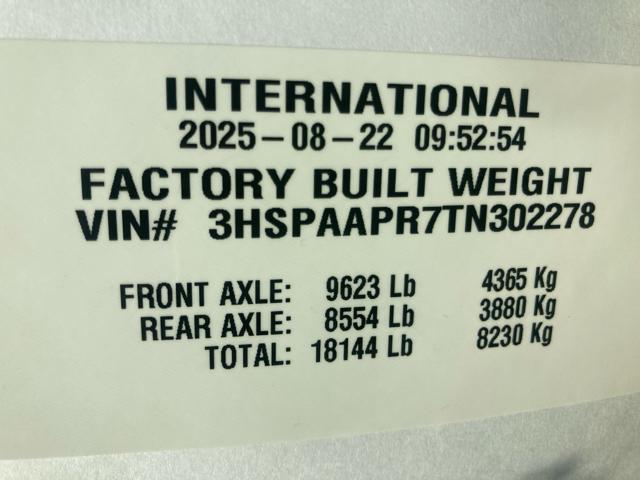 INTERNATIONAL
2025-08-22 09:52:54
FACTORY BUILT WEIGHT
VIN# 3HSPAAPR7TN302278
FRONT AXLE: 9623 Lb 4365 Kg
REAR AXLE: 8554 Lb 3880 Kg
TOTAL: 18144 Lb 8230 Kg